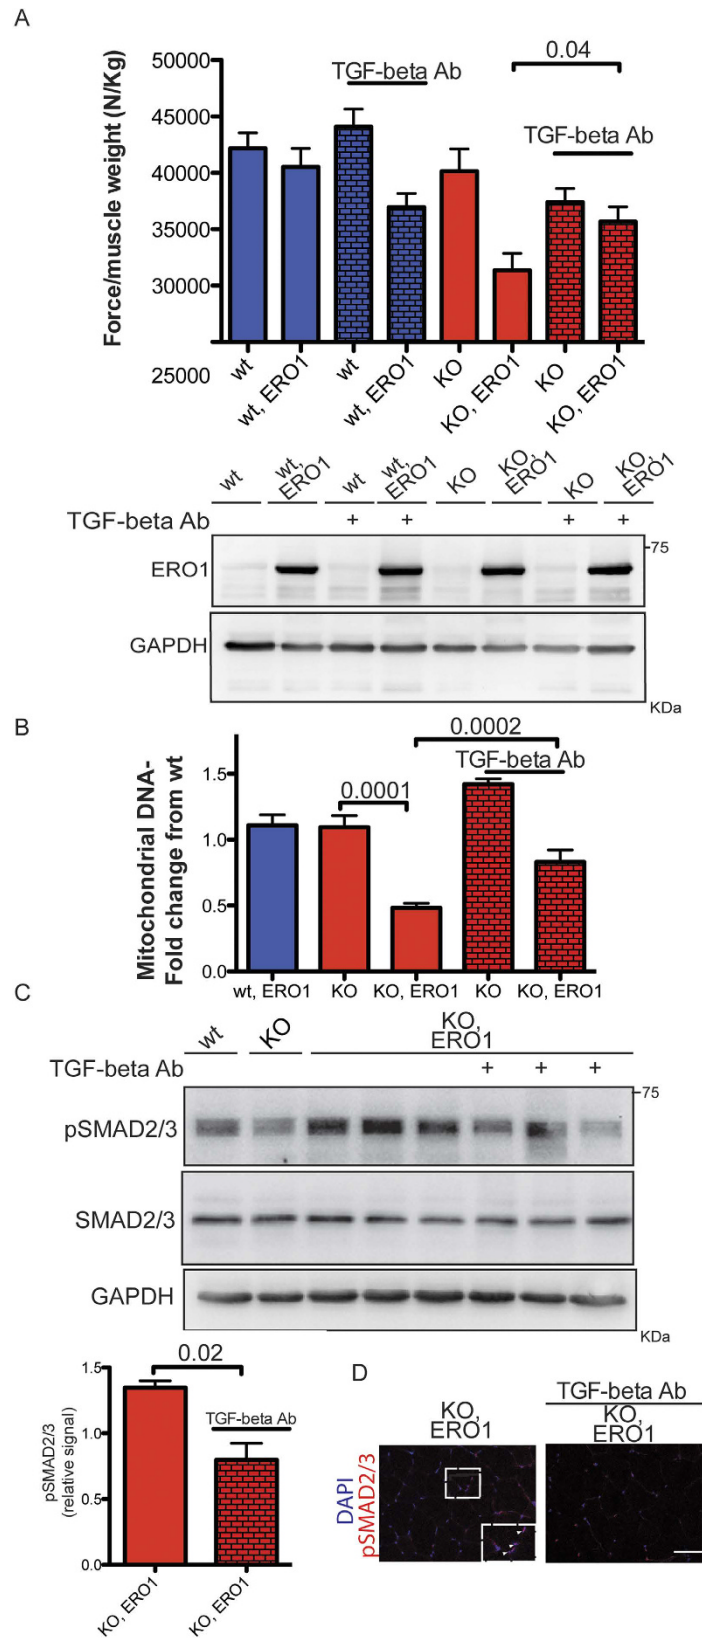 A
Force/muscle weight (N/Kg)
50000
45000
40000
35000
30000
25000
TGF-beta Ab
0.04
TGF-beta Ab
wt
wt, ERO1
wt
wt, ERO1
KO
KO, ERO1
KO
KO, ERO1
wt
wt, ERO1
wt
wt, ERO1
KO
KO, ERO1
KO
KO, ERO1
TGF-beta Ab + + + +
ERO1
75
GAPDH
KDa
B
Mitochondrial DNA-
Fold change from wt
1.5
1.0
0.5
0.0
0.0001
0.0002
TGF-beta Ab
wt, ERO1 KO KO, ERO1 KO KO, ERO1
C
wt
KO
KO,
ERO1
TGF-beta Ab + + +
pSMAD2/3
75
SMAD2/3
GAPDH
KDa
pSMAD2/3
(relative signal)
1.5
1.0
0.5
0.0
0.02
TGF-beta Ab
KO, ERO1
KO, ERO1
D
KO,
ERO1
TGF-beta Ab
KO,
ERO1
DAPI
pSMAD2/3